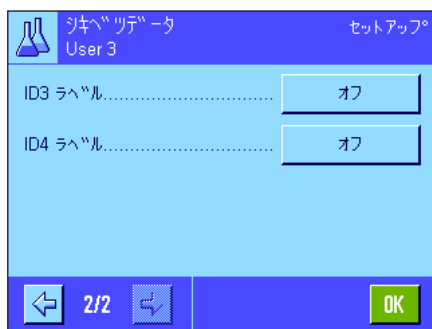 シキベツデータ セットアップ
User 3
ID3 ラベル............................. オフ
ID4 ラベル............................. オフ
2/2 OK